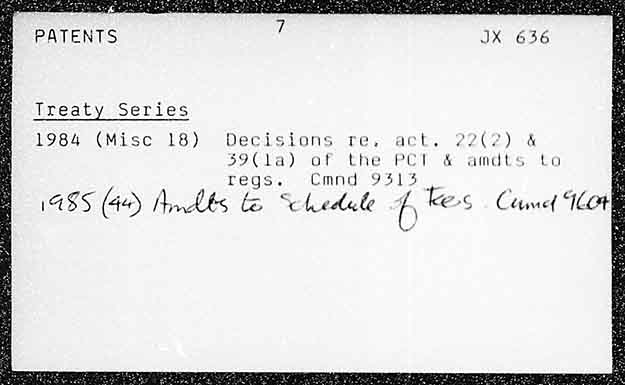 PATENTS 7 JX 636
Treaty Series
1984 (Misc 18) Decisions re. act. 22(2) &
39(1a) of the PCT & amdts to
regs. Cmnd 9313
1985 (44) Amdts to Schedule of Fees. Cmnd 9604